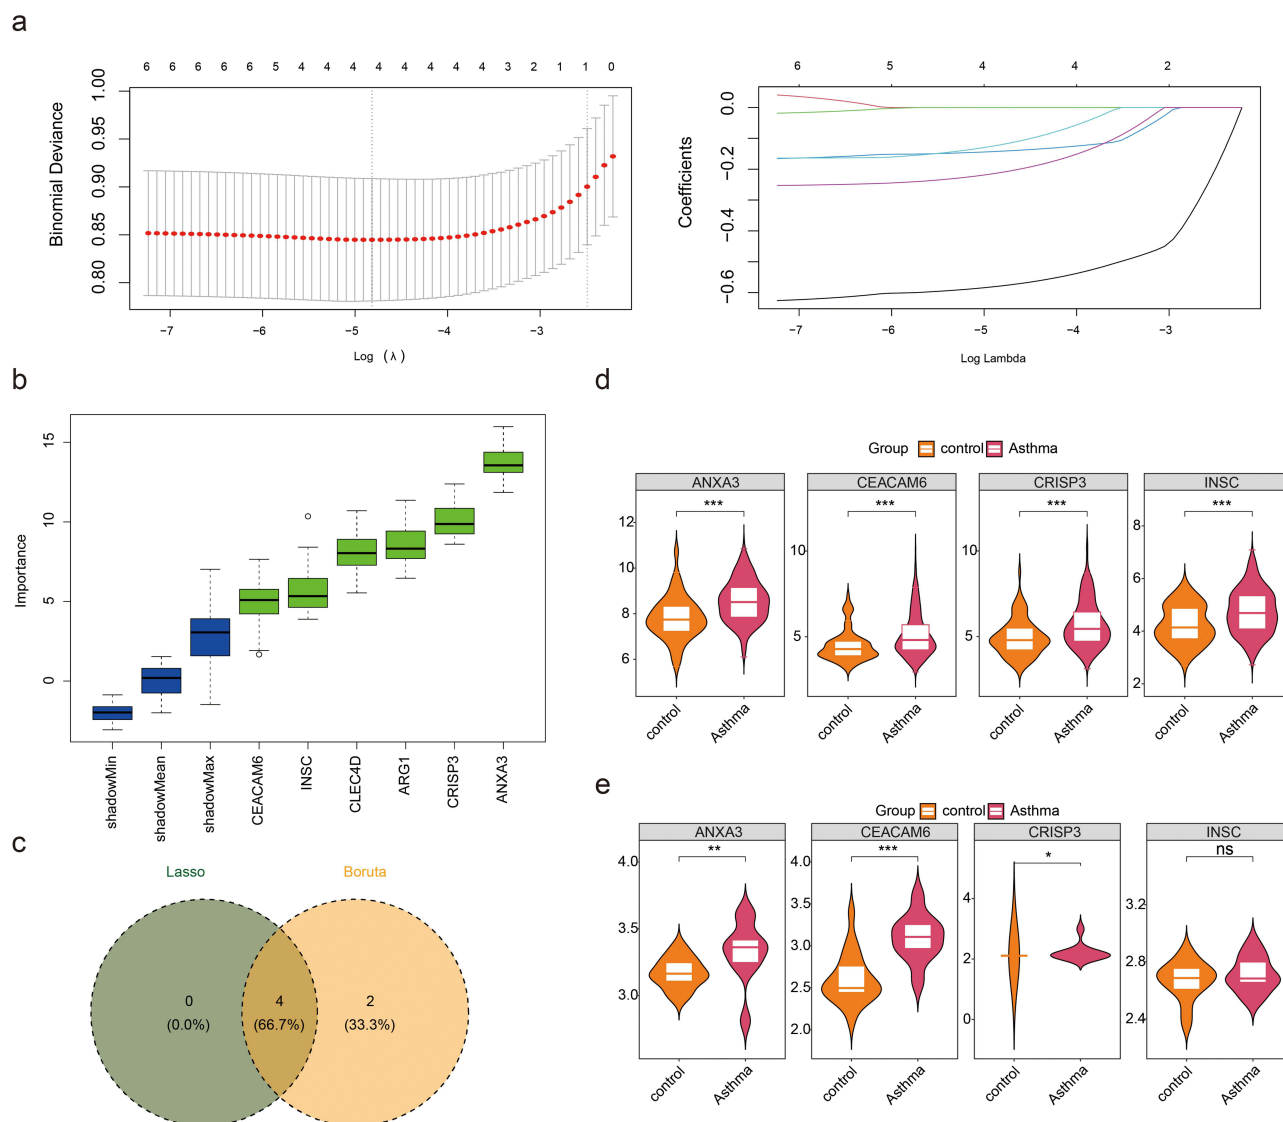 a
6 6 6 6 6 5 4 4 4 4 4 4 4 3 2 1 1 0
Binomial Deviance
1.00
0.95
0.90
0.85
0.80
−7 −6 −5 −4 −3
Log (λ)
6 5 4 4 2
Coefficients
0.0
−0.2
−0.4
−0.6
−7 −6 −5 −4 −3
Log Lambda
b
Importance
15
10
5
0
shadowMin
shadowMean
shadowMax
CEACAM6
INSC
CLEC4D
ARG1
CRISP3
ANXA3
c
Lasso Boruta
0 4 2
(0.0%) (66.7%) (33.3%)
d
Group control Asthma
ANXA3 CEACAM6 CRISP3 INSC
*** *** *** ***
12
10
8
6
10
5
10
5
8
6
4
2
control Asthma control Asthma control Asthma control Asthma
e
Group control Asthma
ANXA3 CEACAM6 CRISP3 INSC
** *** * ns
4.0
3.5
3.0
4.0
3.5
3.0
2.5
2.0
4
2
0
3.2
2.8
2.4
control Asthma control Asthma control Asthma control Asthma